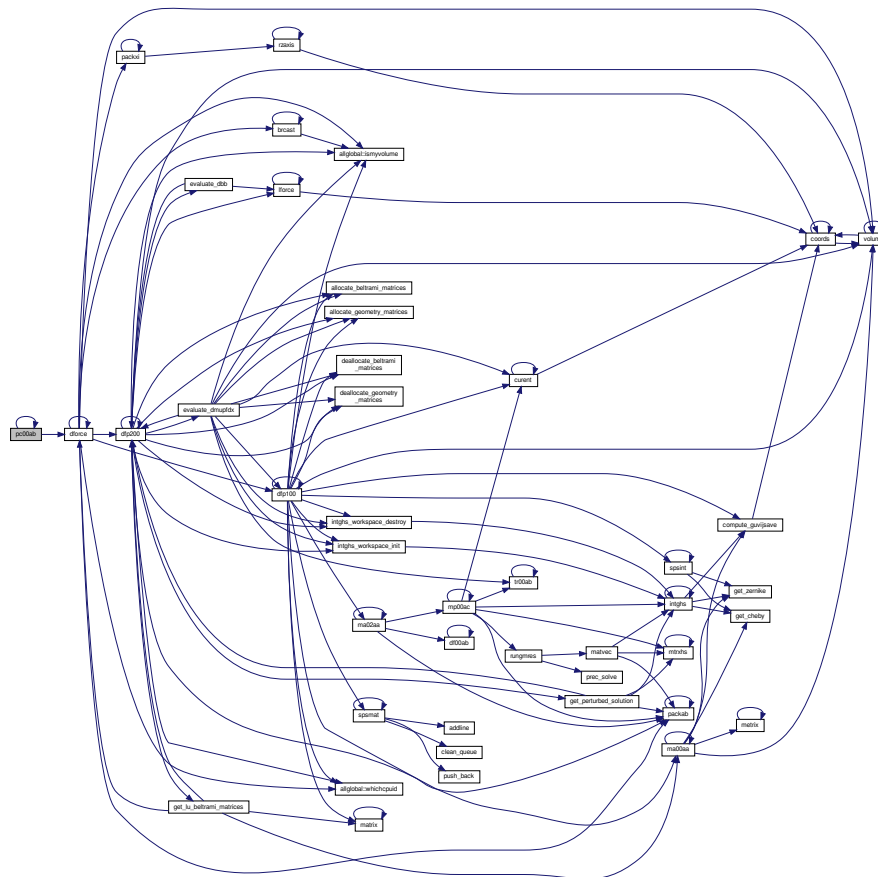 rzaxis
packxi
brcast
allglobal::ismyvolume
evaluate_dbb
lforce
coords
allocate_beltrami_matrices
allocate_geometry_matrices
deallocate_beltrami
_matrices
curent
deallocate_geometry
_matrices
evaluate_dmupfdx
pc00ab
dforce
dfp200
dfp100
intghs_workspace_destroy
compute_guvijsave
intghs_workspace_init
spsint
tr00ab
get_zernike
mp00ac
intghs
get_cheby
ma02aa
df00ab
rungmres
matvec
mtrxhs
prec_solve
get_perturbed_solution
spsmat
packab
addline
metrix
clean_queue
ma00aa
push_back
allglobal::whichcpuid
get_lu_beltrami_matrices
matrix